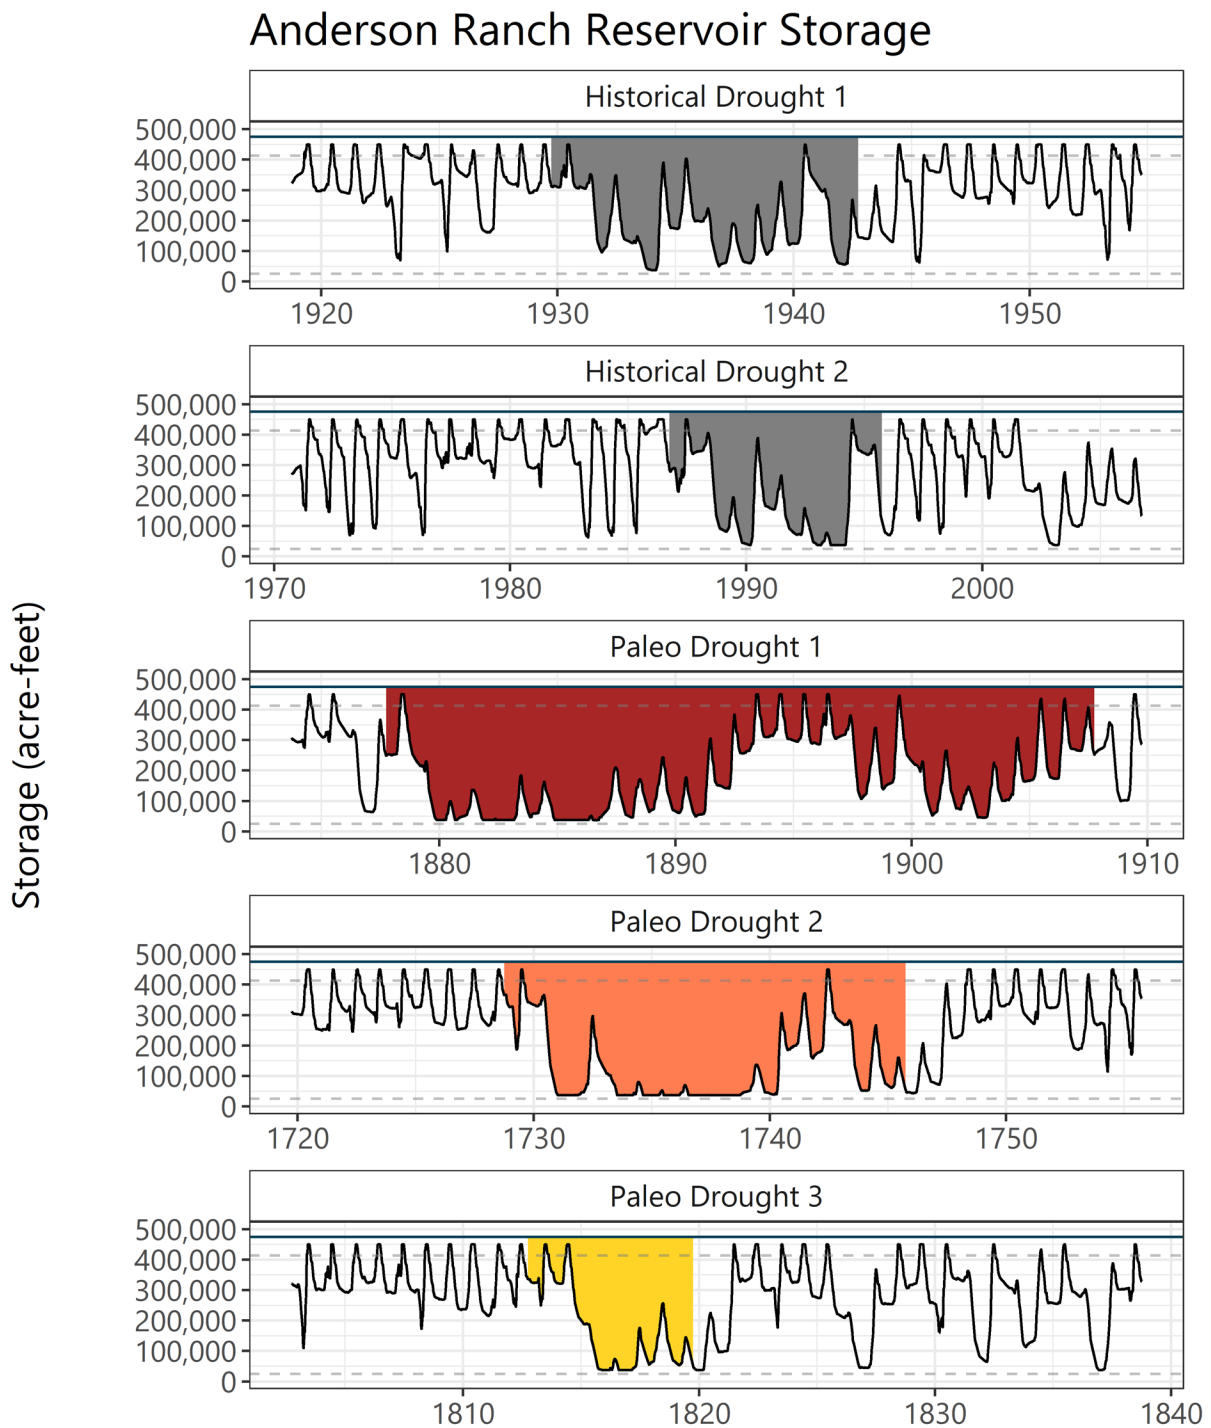 Anderson Ranch Reservoir Storage
Storage (acre-feet)
Historical Drought 1
500,000
400,000
300,000
200,000
100,000
0
1920 1930 1940 1950
Historical Drought 2
500,000
400,000
300,000
200,000
100,000
0
1970 1980 1990 2000
Paleo Drought 1
500,000
400,000
300,000
200,000
100,000
0
1880 1890 1900 1910
Paleo Drought 2
500,000
400,000
300,000
200,000
100,000
0
1720 1730 1740 1750
Paleo Drought 3
500,000
400,000
300,000
200,000
100,000
0
1810 1820 1830 1840